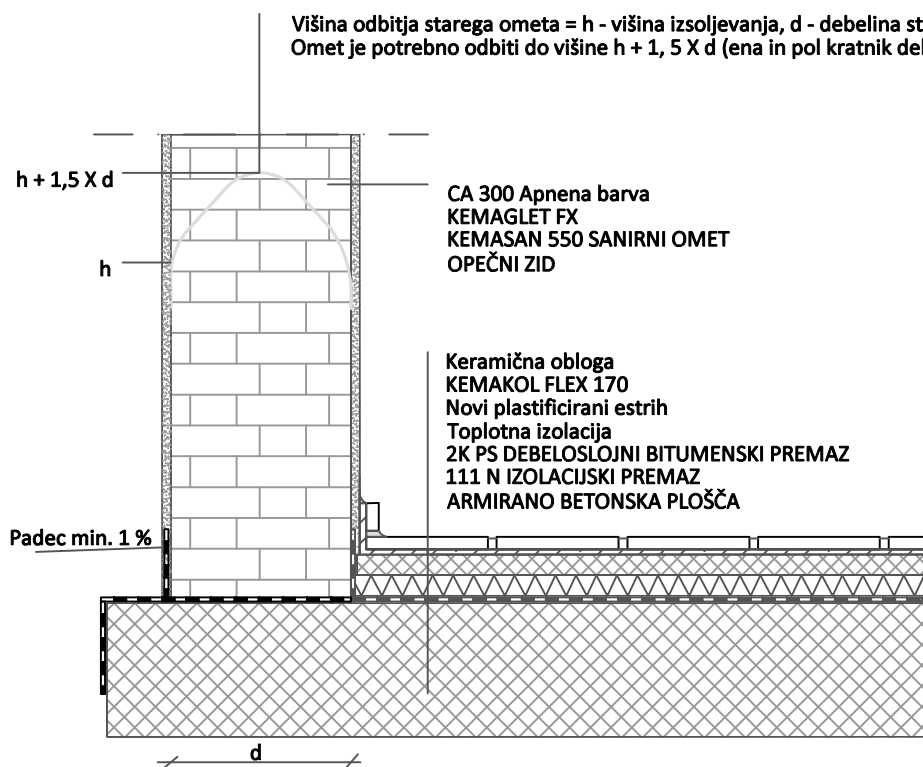 Višina odbitja starega ometa = h - višina izsoljevanja, d - debelina
Omet je potrebno odbiti do višine h + 1, 5 X d (ena in pol kratnik
h + 1,5 X d
h
CA 300 Apnena barva
KEMAGLET FX
KEMASAN 550 SANIRNI OMET
OPEČNI ZID
Keramična obloga
KEMAKOL FLEX 170
Novi plastificirani estrih
Toplotna izolacija
2K PS DEBELOSLOJNI BITUMENSKI PREMAZ
111 N IZOLACIJSKI PREMAZ
ARMIRANO BETONSKA PLOŠČA
Padec min. 1 %
d